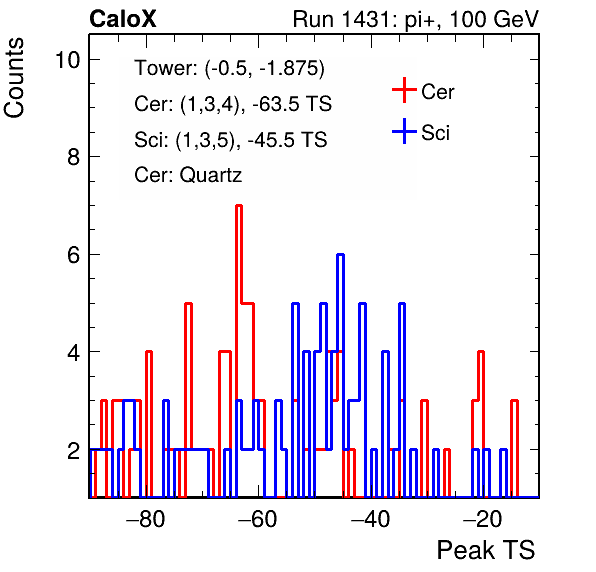 CaloX Run 1431: pi+, 100 GeV
Counts
Tower: (-0.5, -1.875)
Cer: (1,3,4), -63.5 TS
Sci: (1,3,5), -45.5 TS
Cer: Quartz
Cer
Sci
10
8
6
4
2
−80 −60 −40 −20
Peak TS